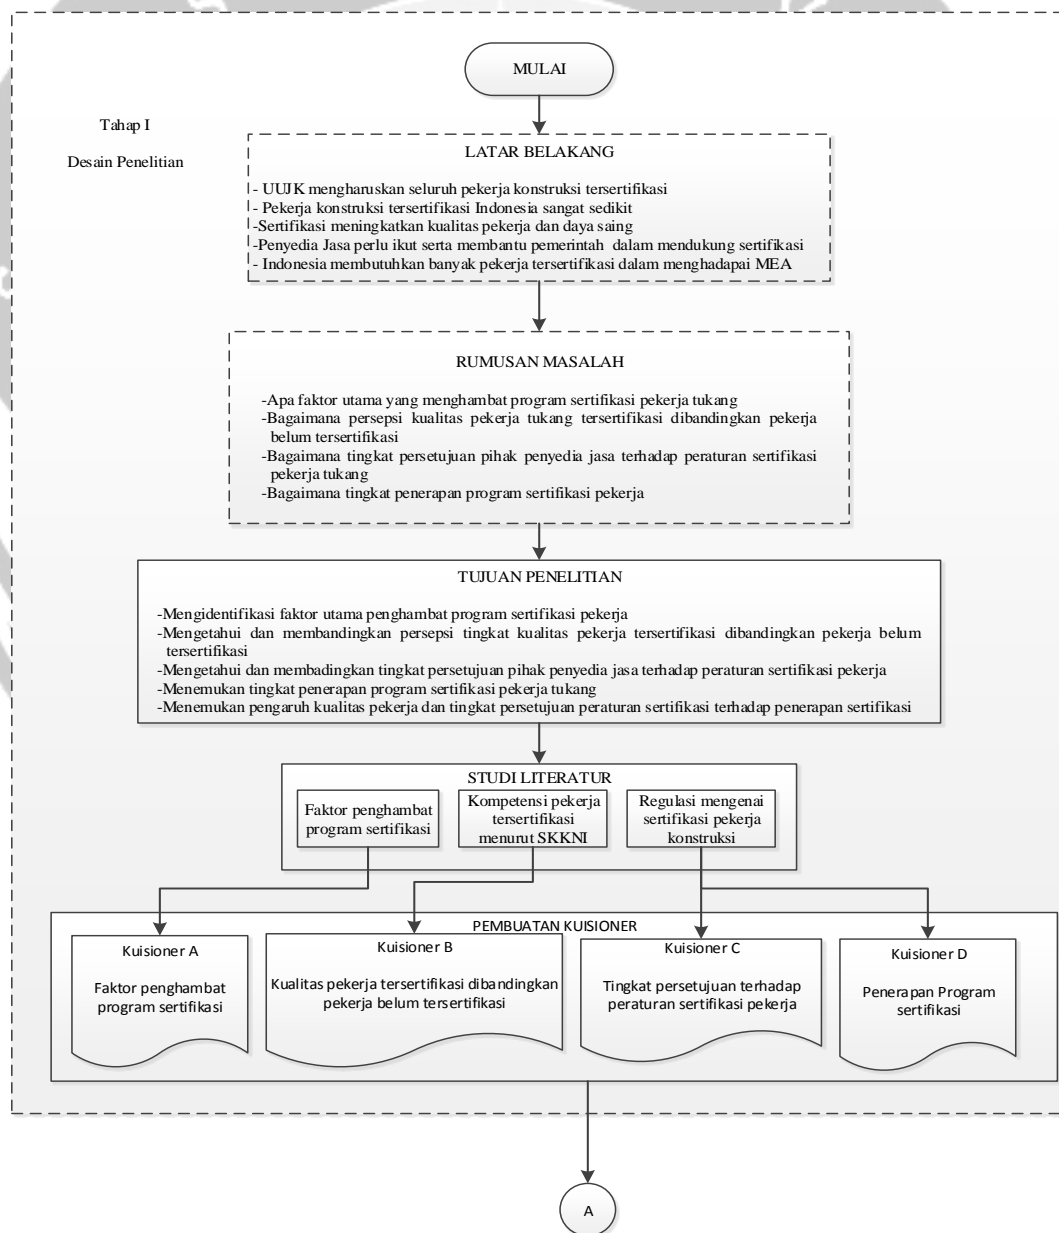 MULAI
Tahap I
Desain Penelitian
LATAR BELAKANG
- UUJK mengharuskan seluruh pekerja konstruksi tersertifikasi
- Pekerja konstruksi tersertifikasi Indonesia sangat sedikit
-Sertifikasi meningkatkan kualitas pekerja dan daya saing
-Penyedia Jasa perlu ikut serta membantu pemerintah dalam mendukung sertifikasi
- Indonesia membutuhkan banyak pekerja tersertifikasi dalam menghadapai MEA
RUMUSAN MASALAH
-Apa faktor utama yang menghambat program sertifikasi pekerja tukang
-Bagaimana persepsi kualitas pekerja tukang tersertifikasi dibandingkan pekerja
belum tersertifikasi
-Bagaimana tingkat persetujuan pihak penyedia jasa terhadap peraturan sertifikasi
pekerja tukang
-Bagaimana tingkat penerapan program sertifikasi pekerja
TUJUAN PENELITIAN
-Mengidentifikasi faktor utama penghambat program sertifikasi pekerja
-Mengetahui dan membandingkan persepsi tingkat kualitas pekerja tersertifikasi dibandingkan pekerja belum
tersertifikasi
-Mengetahui dan membadingkan tingkat persetujuan pihak penyedia jasa terhadap peraturan sertifikasi pekerja
-Menemukan tingkat penerapan program sertifikasi pekerja tukang
-Menemukan pengaruh kualitas pekerja dan tingkat persetujuan peraturan sertifikasi terhadap penerapan sertifikasi
STUDI LITERATUR
Faktor penghambat
program sertifikasi
Kompetensi pekerja
tersertifikasi
menurut SKKNI
Regulasi mengenai
sertifikasi pekerja
konstruksi
PEMBUATAN KUISIONER
Kuisioner A
Faktor penghambat
program sertifikasi
Kuisioner B
Kualitas pekerja tersertifikasi dibandingkan
pekerja belum tersertifikasi
Kuisioner C
Tingkat persetujuan terhadap
peraturan sertifikasi pekerja
Kuisioner D
Penerapan Program
sertifikasi
A